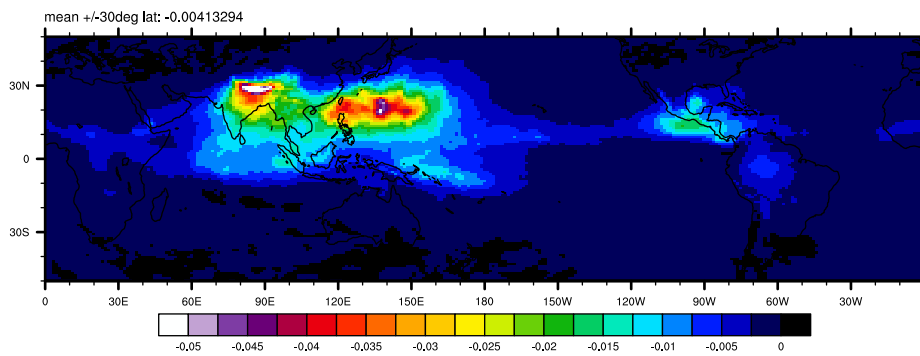 mean +/-30deg lat: -0.00413294
30N
0
30S
0 30E 60E 90E 120E 150E 180 150W 120W 90W 60W 30W
-0.05 -0.045 -0.04 -0.035 -0.03 -0.025 -0.02 -0.015 -0.01 -0.005 0